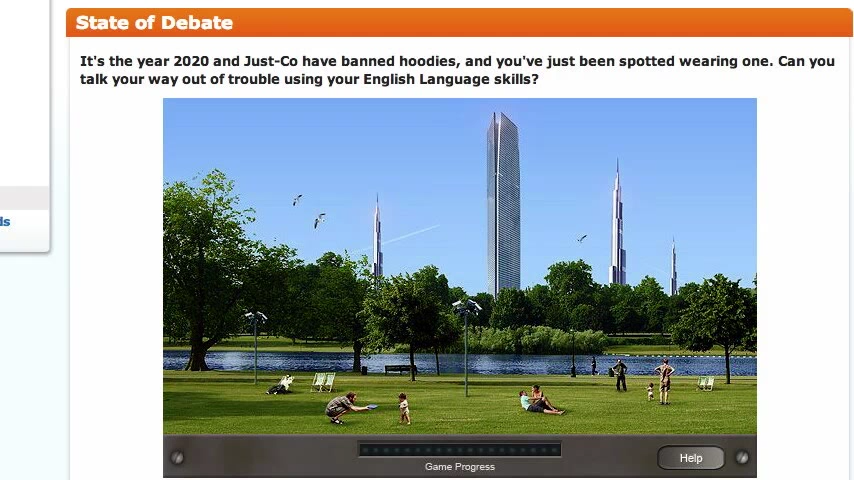 State of Debate
It's the year 2020 and Just-Co have banned hoodies, and you've just been spotted wearing one. Can you
talk your way out of trouble using your English Language skills?
ds
Game Progress
Help